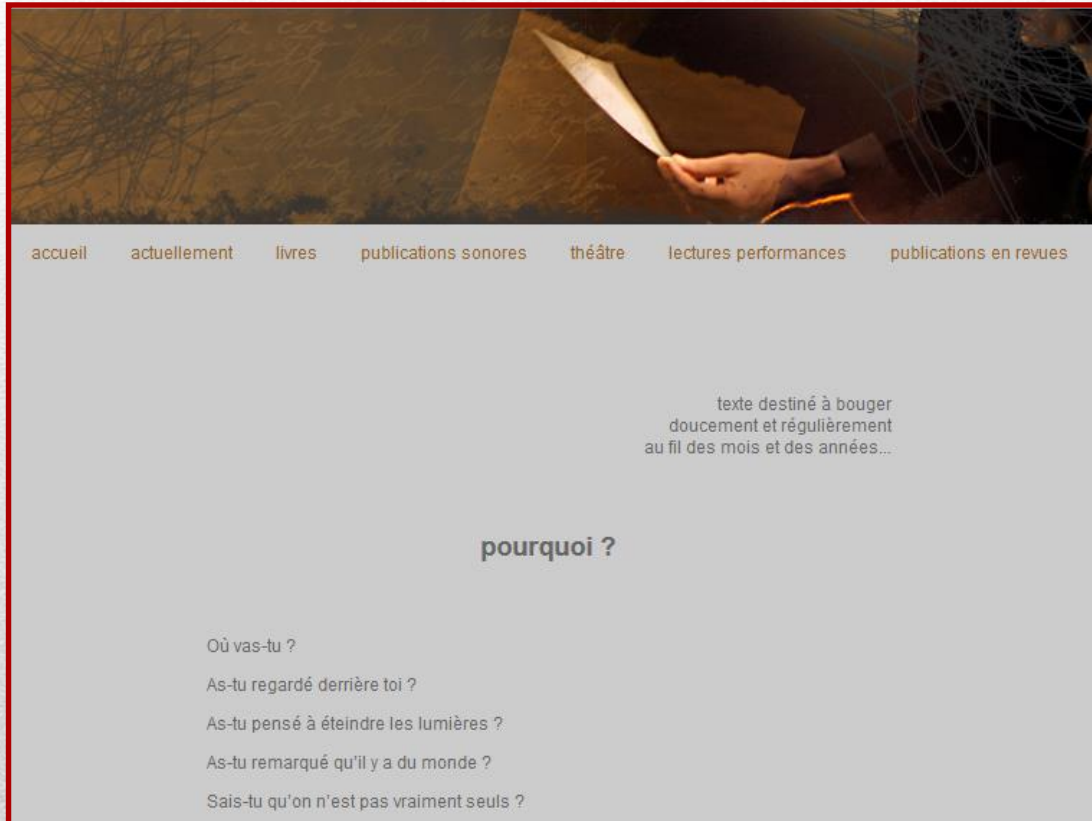 accueil actuellement livres publications sonores théâtre lectures performances publications en revues
texte destiné à bouger
doucement et régulièrement
au fil des mois et des années...
pourquoi ?
Où vas-tu ?
As-tu regardé derrière toi ?
As-tu pensé à éteindre les lumières ?
As-tu remarqué qu'il y a du monde ?
Sais-tu qu'on n'est pas vraiment seuls ?